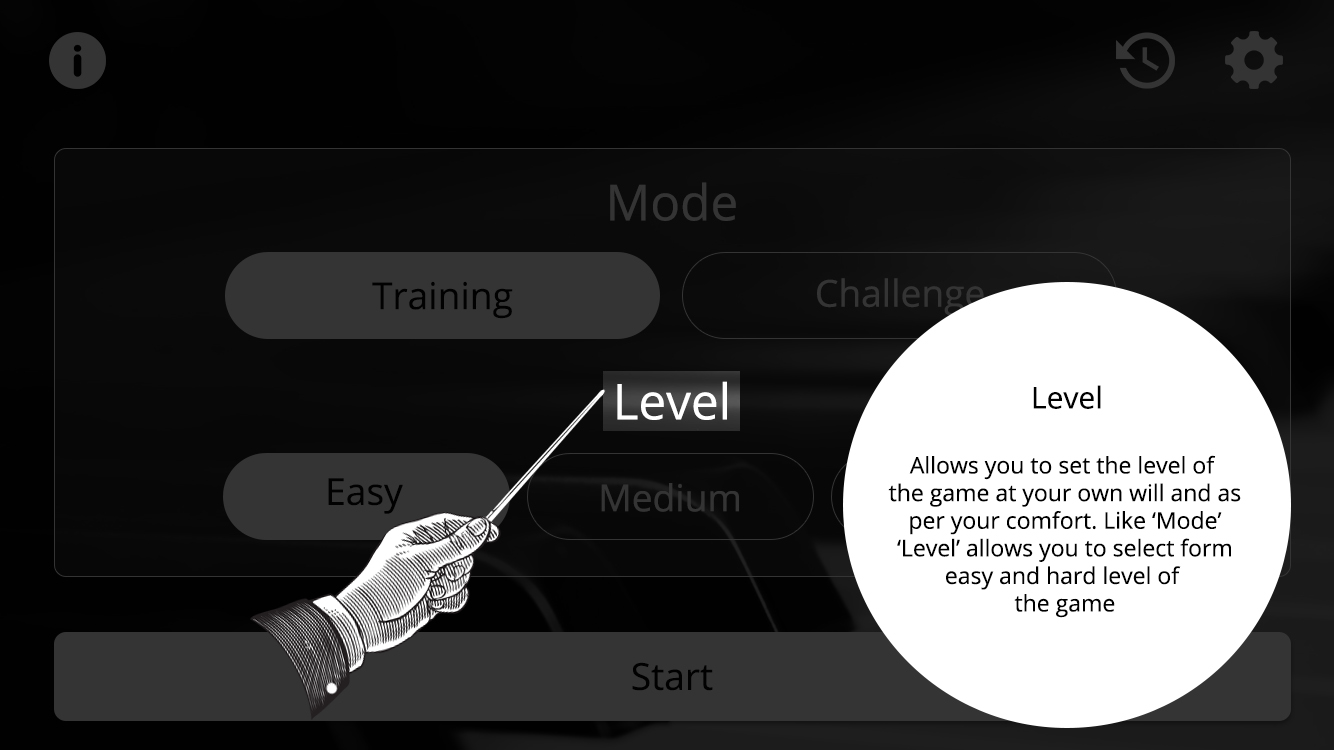 Mode
Training
Challenge
Level
Easy
Medium
Level
Allows you to set the level of
the game at your own will and as
per your comfort. Like ‘Mode’
‘Level’ allows you to select form
easy and hard level of
the game
Start